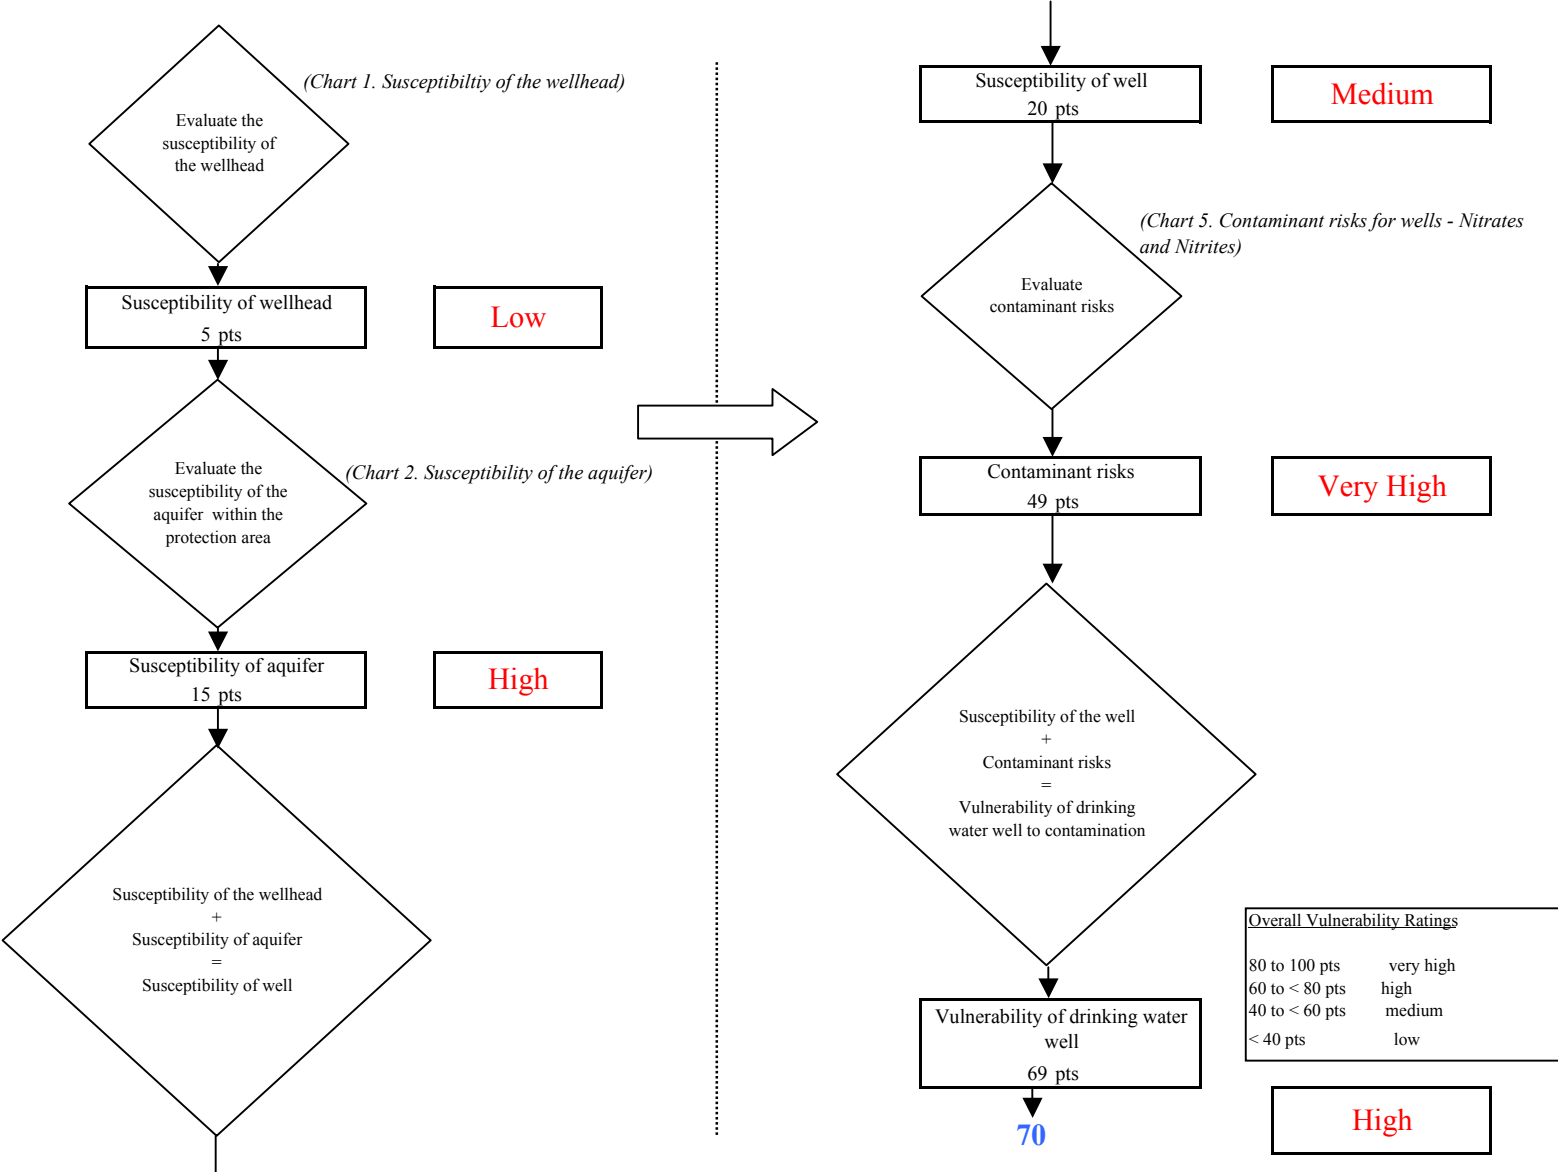 (Chart 1. Susceptibiltiy of the wellhead)
Evaluate the
susceptibility of
the wellhead
Susceptibility of wellhead
5 pts
Low
Evaluate the
susceptibility of the
aquifer within the
protection area
(Chart 2. Susceptibility of the aquifer)
Susceptibility of aquifer
15 pts
High
Susceptibility of the wellhead
+
Susceptibility of aquifer
=
Susceptibility of well
Susceptibility of well
20 pts
Medium
(Chart 5. Contaminant risks for wells - Nitrates
and Nitrites)
Evaluate
contaminant risks
Contaminant risks
49 pts
Very High
Susceptibility of the well
+
Contaminant risks
=
Vulnerability of drinking
water well to contamination
Overall Vulnerability Ratings
80 to 100 pts very high
60 to < 80 pts high
40 to < 60 pts medium
< 40 pts low
Vulnerability of drinking water
well
69 pts
High
70